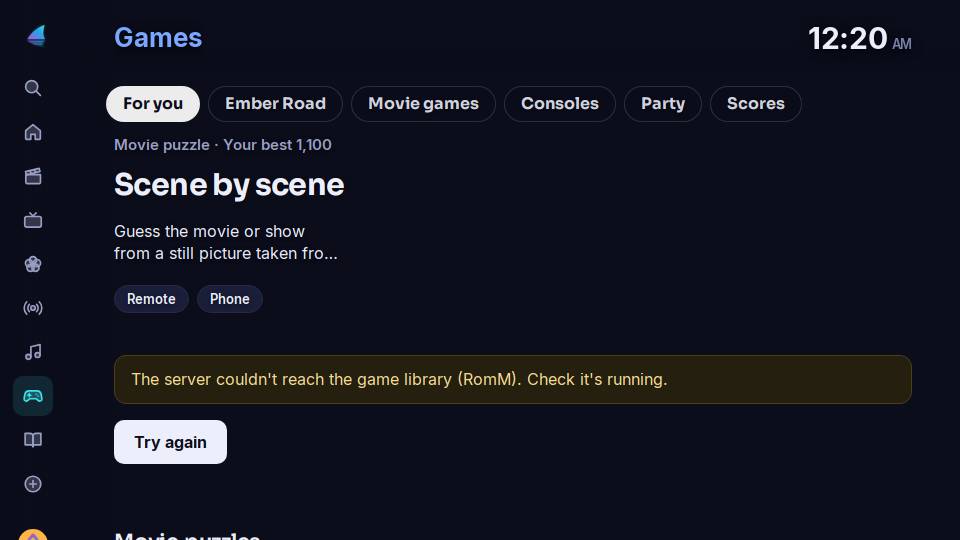 Games
12:20 AM
For you
Ember Road
Movie games
Consoles
Party
Scores
Movie puzzle · Your best 1,100
Scene by scene
Guess the movie or show
from a still picture taken fro...
Remote
Phone
The server couldn't reach the game library (RomM). Check it's running.
Try again
Movie puzzles